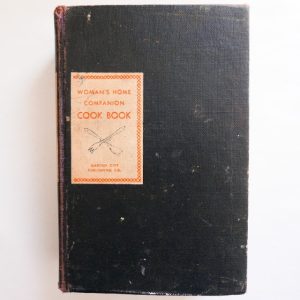 WOMAN'S HOME
COMPANION
COOK BOOK
GARDEN CITY
PUBLISHING CO.